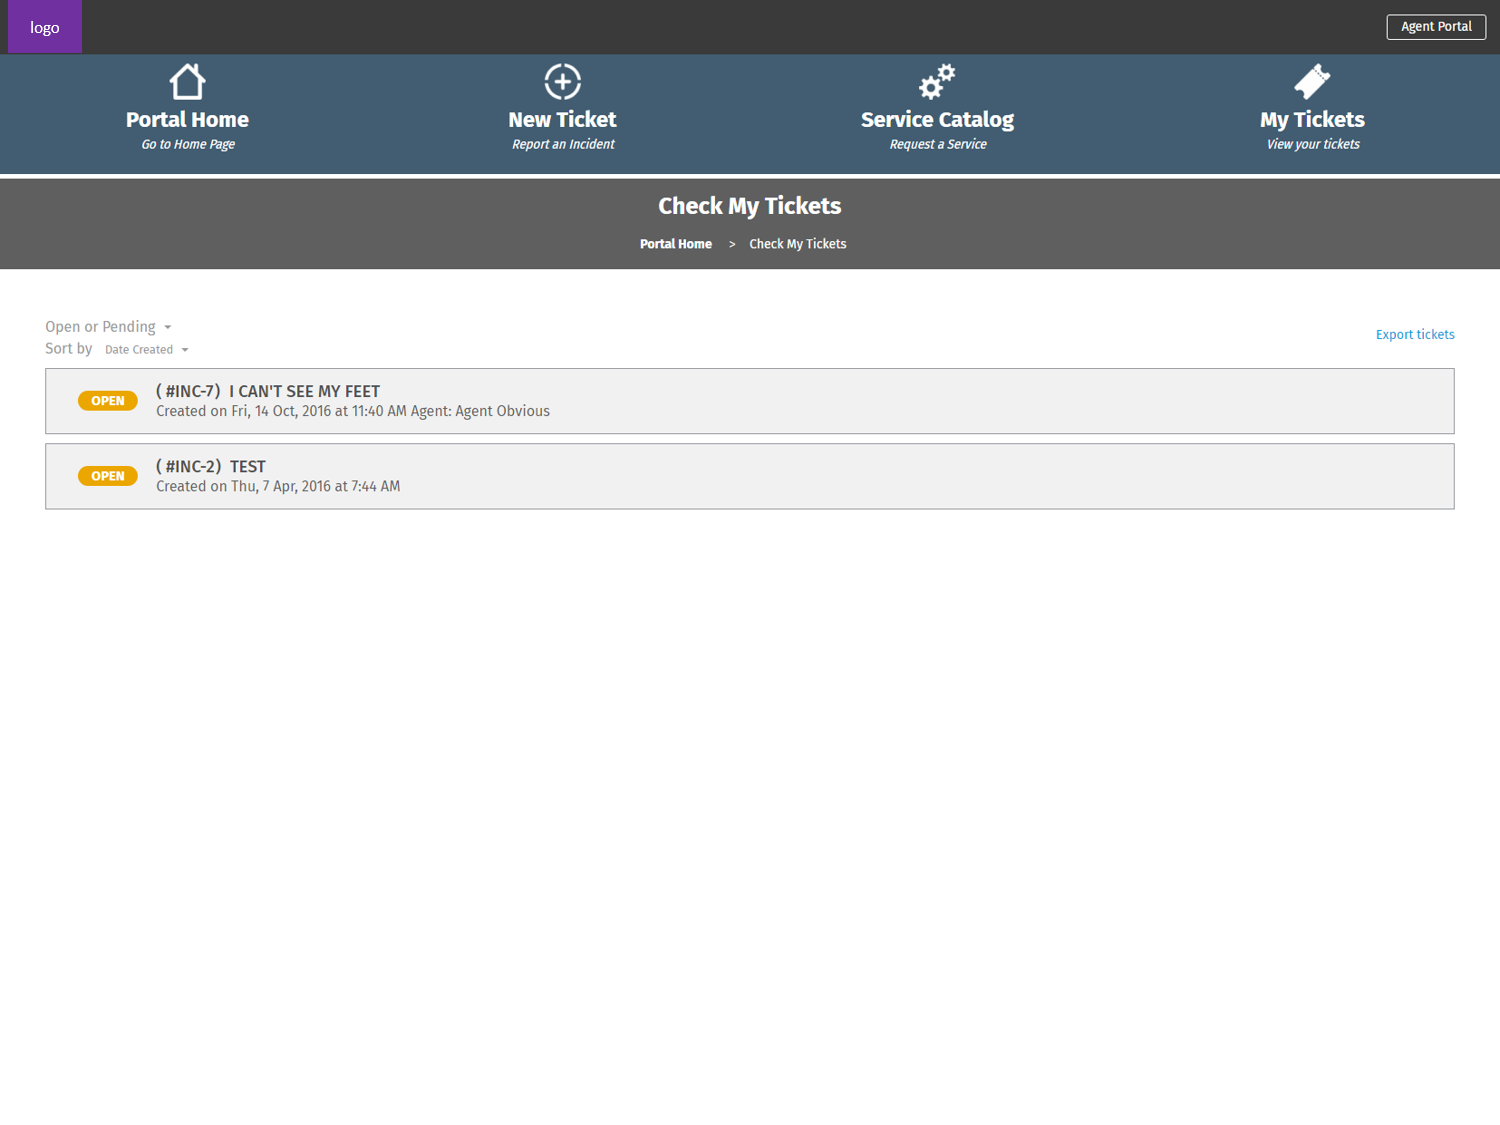 logo
Agent Portal
Portal Home
Go to Home Page
New Ticket
Report an Incident
Service Catalog
Request a Service
My Tickets
View your tickets
Check My Tickets
Portal Home > Check My Tickets
Open or Pending
Sort by Date Created
Export tickets
OPEN
( #INC-7) I CAN'T SEE MY FEET
Created on Fri, 14 Oct, 2016 at 11:40 AM Agent: Agent Obvious
OPEN
( #INC-2) TEST
Created on Thu, 7 Apr, 2016 at 7:44 AM